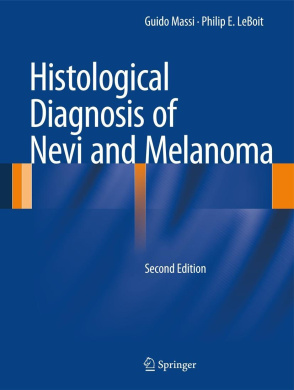 Guido Massi · Philip E. LeBoit
Histological
Diagnosis of
Nevi and Melanoma
Second Edition
Springer